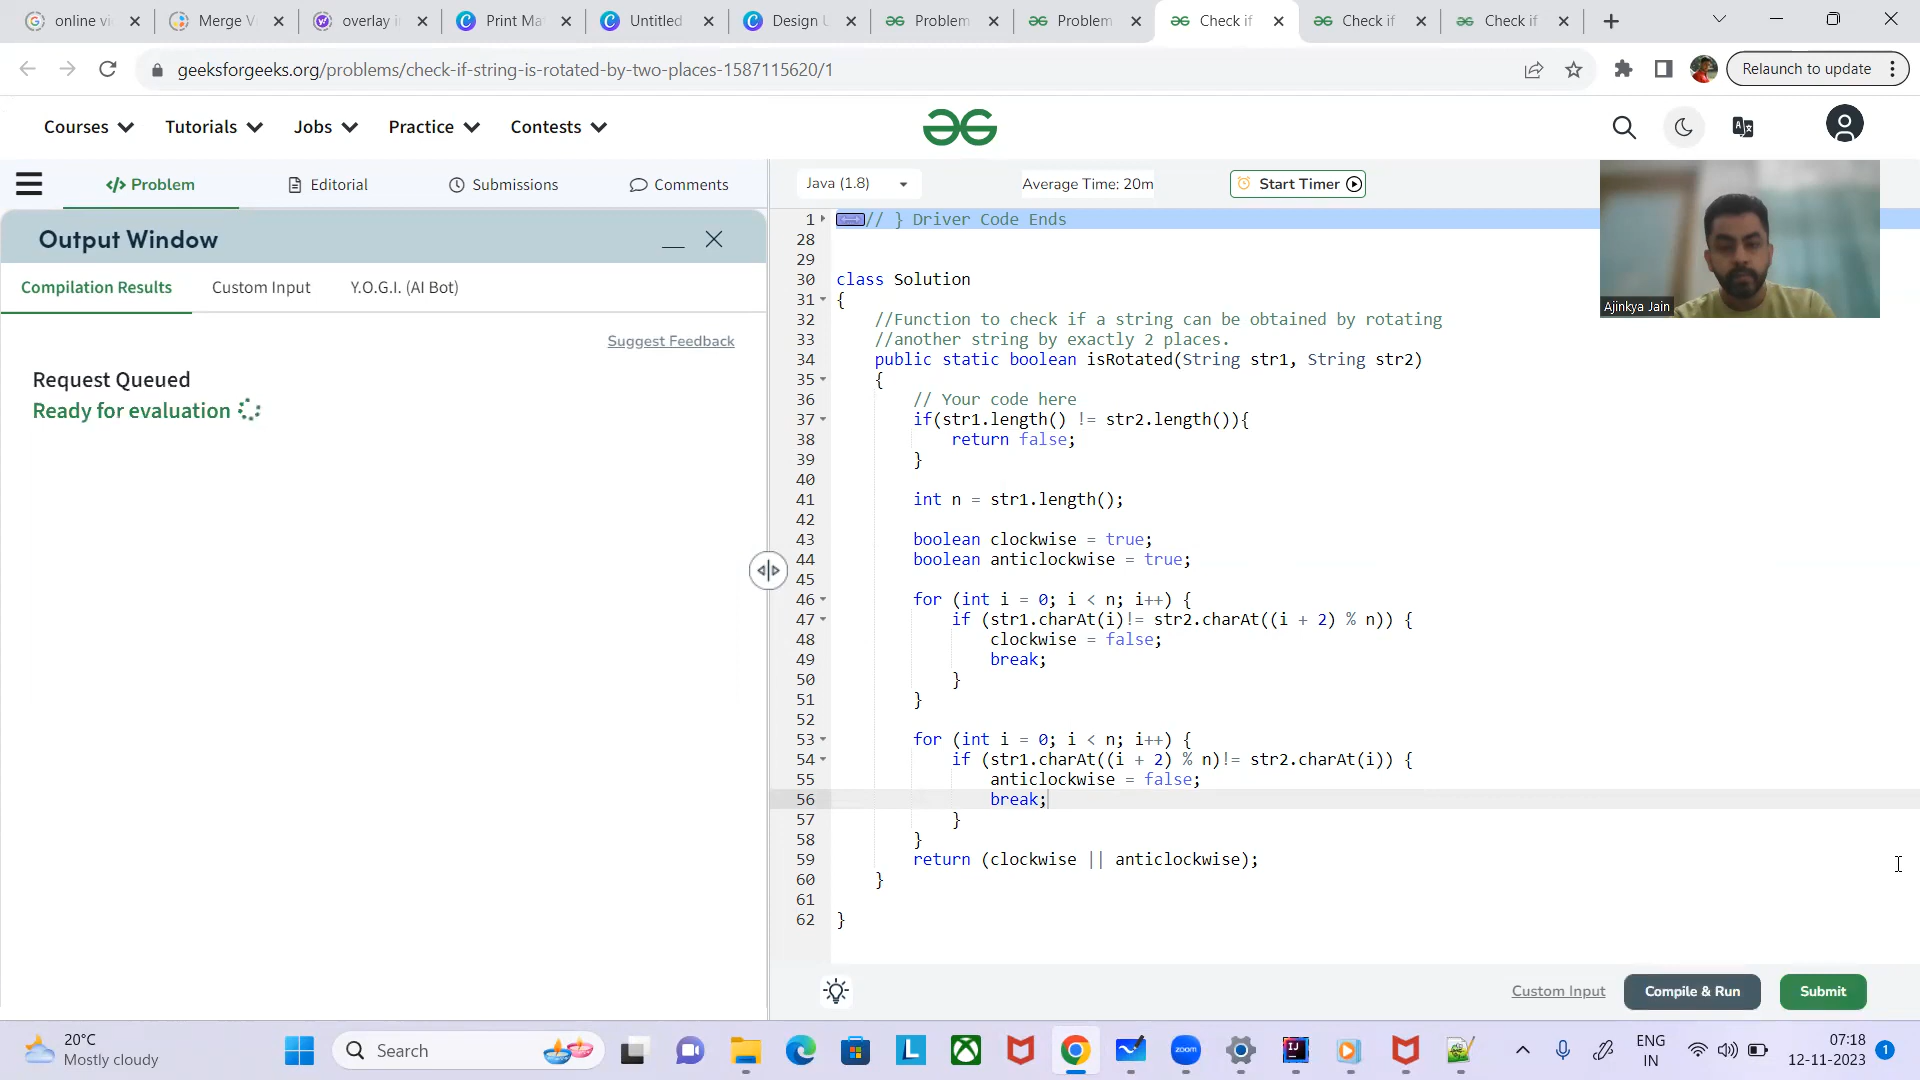 online vi
Merge V
overlay i
Print Ma
Untitled
Design U
Problem
Problem
Check if
Check if
Check if
geeksforgeeks.org/problems/check-if-string-is-rotated-by-two-places-1587115620/1
Relaunch to update
Courses
Tutorials
Jobs
Practice
Contests
</> Problem
Editorial
Submissions
Comments
Java (1.8)
Average Time: 20m
Start Timer
Output Window
Compilation Results
Custom Input
Y.O.G.I. (AI Bot)
Suggest Feedback
Request Queued
Ready for evaluation
Ajinkya Jain
1 // } Driver Code Ends
28
29
30 class Solution
31 {
32 //Function to check if a string can be obtained by rotating
33 //another string by exactly 2 places.
34 public static boolean isRotated(String str1, String str2)
35 {
36 // Your code here
37 if(str1.length() != str2.length()){
38 return false;
39 }
40
41 int n = str1.length();
42
43 boolean clockwise = true;
44 boolean anticlockwise = true;
45
46 for (int i = 0; i < n; i++) {
47 if (str1.charAt(i)!= str2.charAt((i + 2) % n)) {
48 clockwise = false;
49 break;
50 }
51 }
52
53 for (int i = 0; i < n; i++) {
54 if (str1.charAt((i + 2) % n)!= str2.charAt(i)) {
55 anticlockwise = false;
56 break;
57 }
58 }
59 return (clockwise || anticlockwise);
60 }
61
62 }
Custom Input
Compile & Run
Submit
20°C
Mostly cloudy
Search
zoom
ENG
IN
07:18
12-11-2023
1